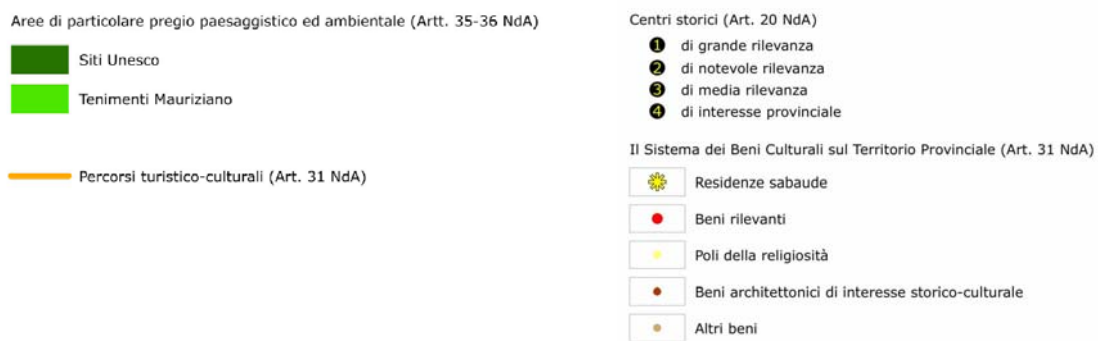 Aree di particolare pregio paesaggistico ed ambientale (Artt. 35-36 NdA)
Siti Unesco
Tenimenti Mauriziano
Percorsi turistico-culturali (Art. 31 NdA)
Centri storici (Art. 20 NdA)
1 di grande rilevanza
2 di notevole rilevanza
3 di media rilevanza
4 di interesse provinciale
Il Sistema dei Beni Culturali sul Territorio Provinciale (Art. 31 NdA)
Residenze sabaude
Beni rilevanti
Poli della religiosità
Beni architettonici di interesse storico-culturale
Altri beni